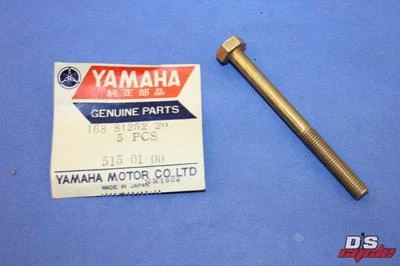 YAMAHA
純正部品
GENUINE PARTS
168 81252 20
5 PCS
515 01 00
YAMAHA MOTOR CO.,LTD
MADE IN JAPAN
D'S
cycle